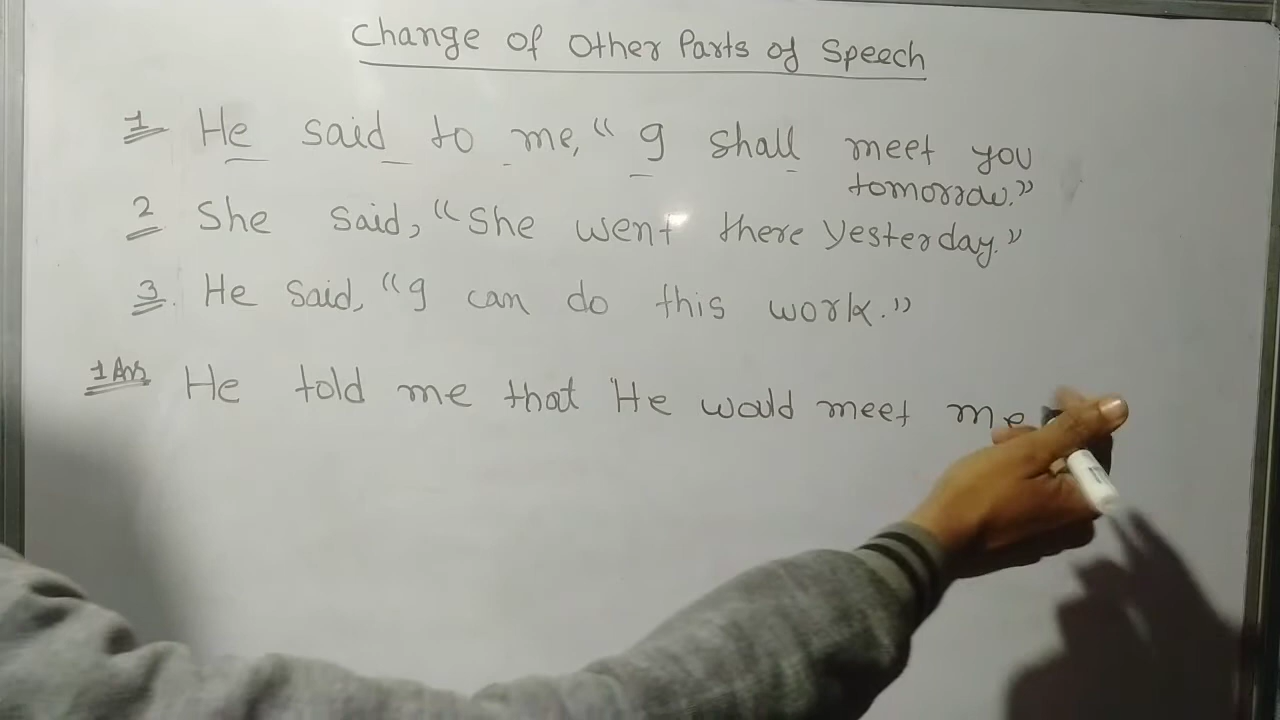 Change of Other Parts of Speech
1 He said to me, "I shall meet you
tomorrow."
2 She said, "She went there yesterday."
3. He said, "I can do this work."
1 Ans He told me that He would meet me